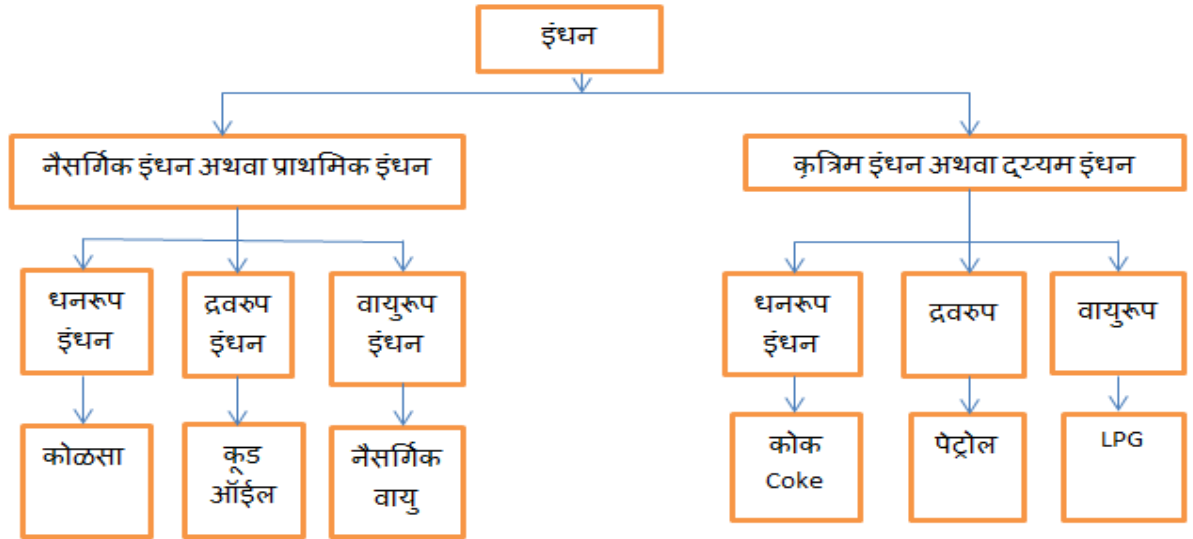 इंधन
नैसर्गिक इंधन अथवा प्राथमिक इंधन
कृत्रिम इंधन अथवा दुय्यम इंधन
धनरूप
इंधन
द्रवरुप
इंधन
वायुरूप
इंधन
धनरूप
इंधन
द्रवरुप
वायुरूप
कोळसा
कूड
ऑईल
नैसर्गिक
वायु
कोक
Coke
पेट्रोल
LPG